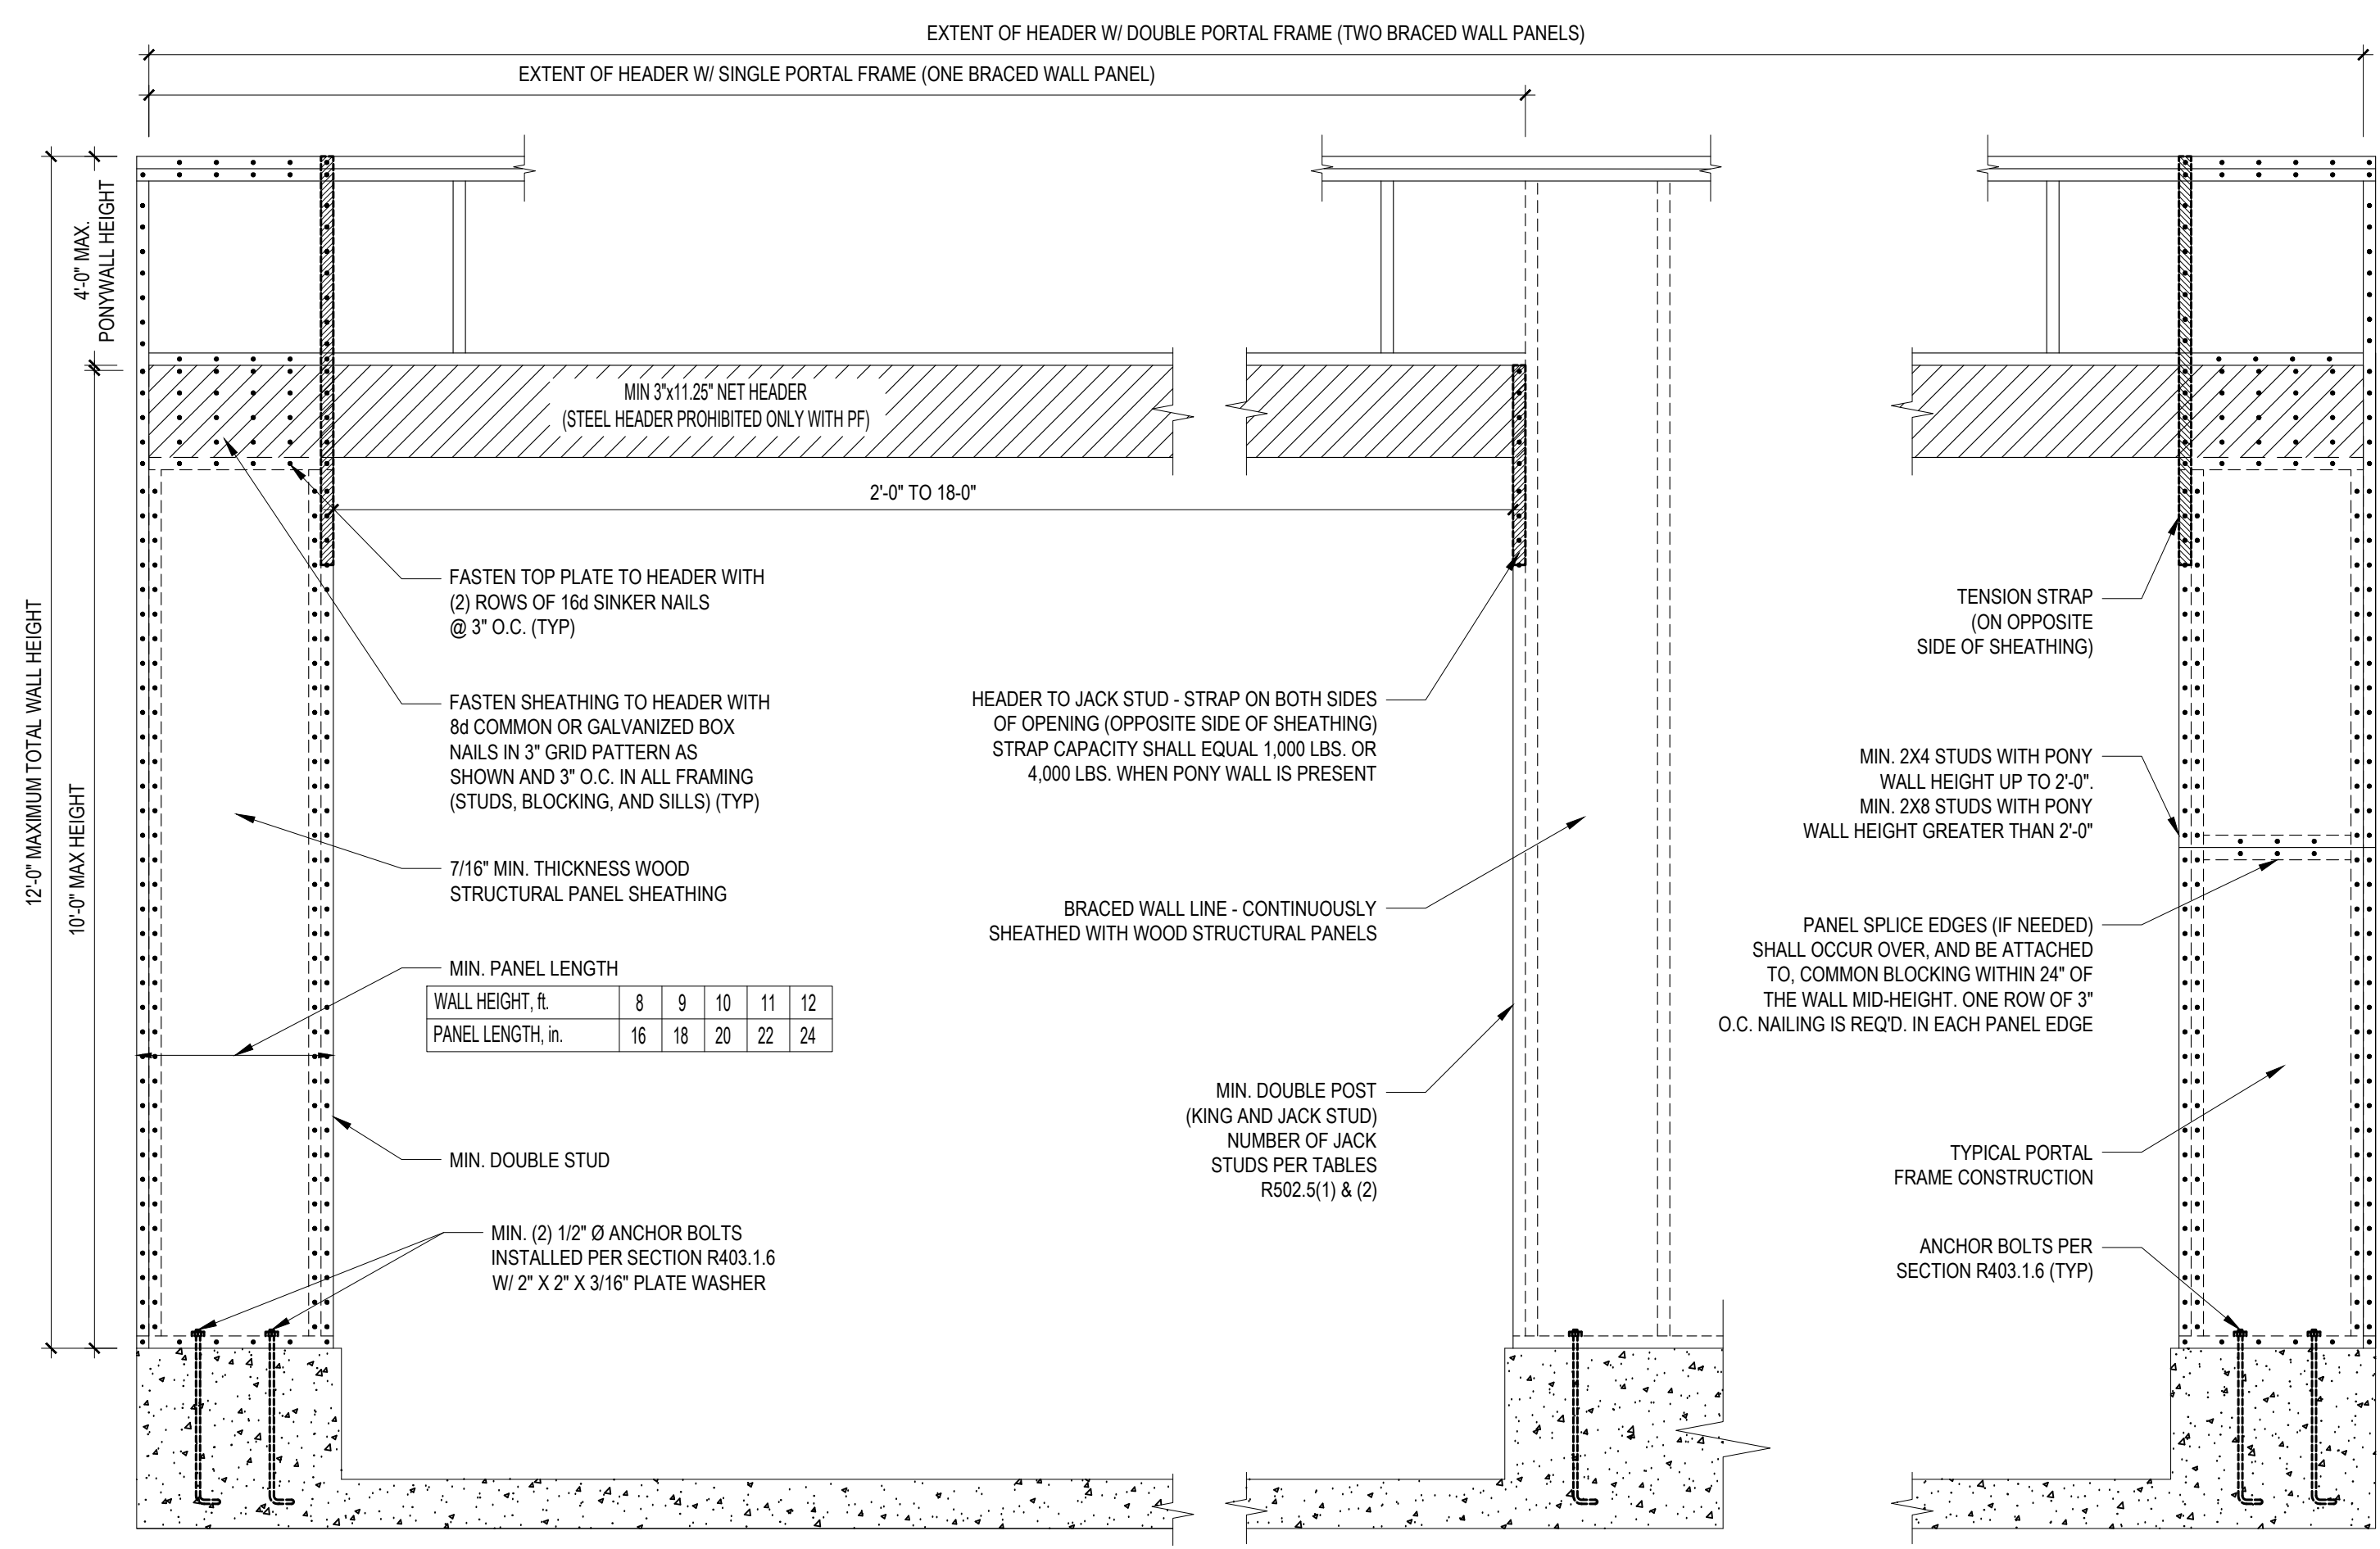 EXTENT OF HEADER W/ DOUBLE PORTAL FRAME (TWO BRACED WALL PANELS)
EXTENT OF HEADER W/ SINGLE PORTAL FRAME (ONE BRACED WALL PANEL)
4'-0" MAX.
PONYWALL HEIGHT
12'-0" MAXIMUM TOTAL WALL HEIGHT
10'-0" MAX HEIGHT
MIN 3"x11.25" NET HEADER
(STEEL HEADER PROHIBITED ONLY WITH PF)
2'-0" TO 18-0"
FASTEN TOP PLATE TO HEADER WITH
(2) ROWS OF 16d SINKER NAILS
@ 3" O.C. (TYP)
FASTEN SHEATHING TO HEADER WITH
8d COMMON OR GALVANIZED BOX
NAILS IN 3" GRID PATTERN AS
SHOWN AND 3" O.C. IN ALL FRAMING
(STUDS, BLOCKING, AND SILLS) (TYP)
7/16" MIN. THICKNESS WOOD
STRUCTURAL PANEL SHEATHING
MIN. PANEL LENGTH
WALL HEIGHT, ft. 8 9 10 11 12
PANEL LENGTH, in. 16 18 20 22 24
MIN. DOUBLE STUD
MIN. (2) 1/2" Ø ANCHOR BOLTS
INSTALLED PER SECTION R403.1.6
W/ 2" X 2" X 3/16" PLATE WASHER
HEADER TO JACK STUD - STRAP ON BOTH SIDES
OF OPENING (OPPOSITE SIDE OF SHEATHING)
STRAP CAPACITY SHALL EQUAL 1,000 LBS. OR
4,000 LBS. WHEN PONY WALL IS PRESENT
BRACED WALL LINE - CONTINUOUSLY
SHEATHED WITH WOOD STRUCTURAL PANELS
MIN. DOUBLE POST
(KING AND JACK STUD)
NUMBER OF JACK
STUDS PER TABLES
R502.5(1) & (2)
TENSION STRAP
(ON OPPOSITE
SIDE OF SHEATHING)
MIN. 2X4 STUDS WITH PONY
WALL HEIGHT UP TO 2'-0".
MIN. 2X8 STUDS WITH PONY
WALL HEIGHT GREATER THAN 2'-0"
PANEL SPLICE EDGES (IF NEEDED)
SHALL OCCUR OVER, AND BE ATTACHED
TO, COMMON BLOCKING WITHIN 24" OF
THE WALL MID-HEIGHT. ONE ROW OF 3"
O.C. NAILING IS REQ'D. IN EACH PANEL EDGE
TYPICAL PORTAL
FRAME CONSTRUCTION
ANCHOR BOLTS PER
SECTION R403.1.6 (TYP)